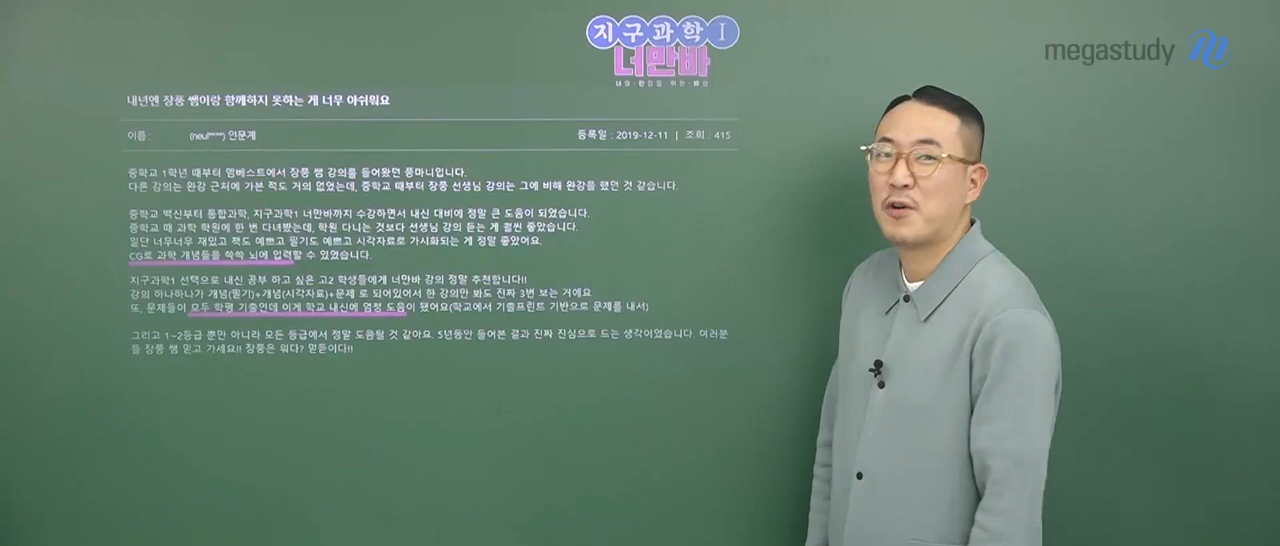 지구과학 I
너만바
너의 만점을 위한 바람
megastudy
내년엔 장풍 쌤이랑 함께하지 못하는 게 너무 아쉬워요
이름 : 인문계 등록일 : 2019-12-11 | 조회 : 415
중학교 1학년 때부터 엠베스트에서 장풍 쌤 강의를 들어왔면 풍마니입니다.
다른 강의는 완강 근처에 가본 적도 거의 없었는데, 중학교 때부터 장풍 선생님 강의는 그에 비해 완강을 했던 것 같습니다.
중학교 백신부터 통합과학, 지구과학1 너만바까지 수강하면서 내신 대비에 정말 큰 도움이 되었습니다.
중학교 때 과학 학원에 한 번 다녀봤는데, 학원 다니는 것보다 선생님 강의 듣는 게 훨씬 좋았습니다.
일단 너무너무 재밌고 책도 예쁘고 필기도 예쁘고 시각자료로 가시화되는 게 정말 좋았어요.
CG로 과학 개념들을 쏙쏙 뇌에 입력할 수 있었습니다.
지구과학1 선택으로 내신 공부 하고 싶은 고2 학생들에게 너만바 강의 정말 추천합니다!!
강의 하나하나가 개념(필기)+개념(시각자료)+문제 로 되어있어서 한 강의만 봐도 진짜 3번 보는 거에요
또, 문제들이 모두 학평 기출인데 이게 학교 내신에 엄청 도움이 됐어요(학교에서 기출프린트 기반으로 문제를 내서)
그리고 1~2등급 뿐만 아니라 모든 등급에서 정말 도움될 것 같아요. 5년동안 들어본 결과 진짜 진심으로 드는 생각이었습니다. 여러분
들 장풍 쌤 믿고 가세요!! 장풍은 뭐다? 믿듣이다!!